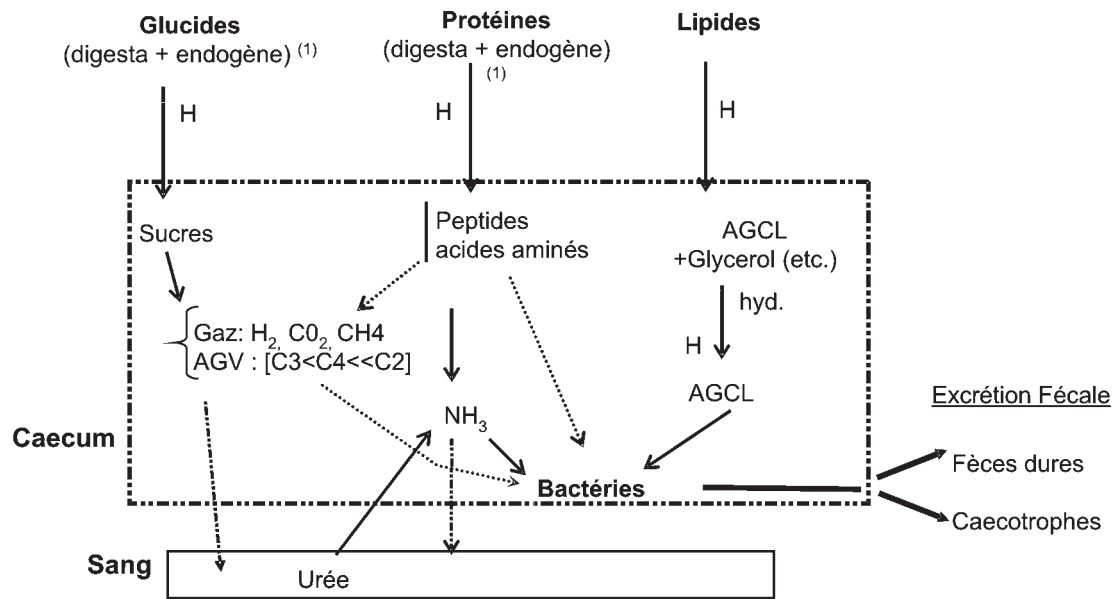 Glucides
(digesta + endogène) (1)
Protéines
(digesta + endogène)
(1)
Lipides
H
H
H
Sucres
Peptides
acides aminés
AGCL
+Glycerol (etc.)
hyd.
Gaz: H2, C02, CH4
AGV : [C3<C4<<C2]
H
AGCL
NH3
Caecum
Bactéries
Excrétion Fécale
Fèces dures
Caecotrophes
Sang
Urée